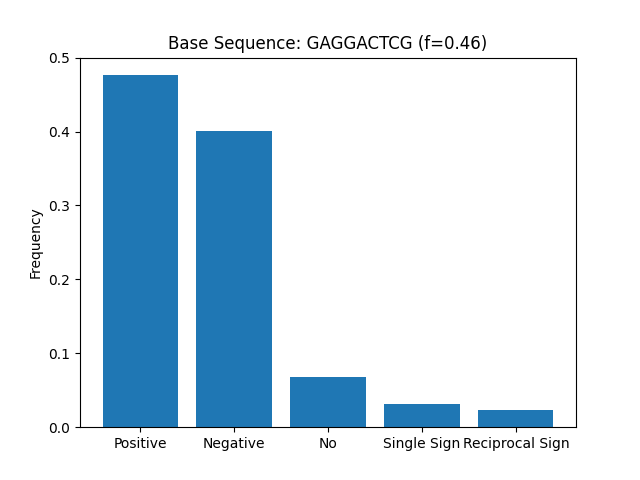 Base Sequence: GAGGACTCG (f=0.46)
0.5
0.4
0.3
0.2
0.1
0.0
Frequency
Positive Negative No Single Sign Reciprocal Sign